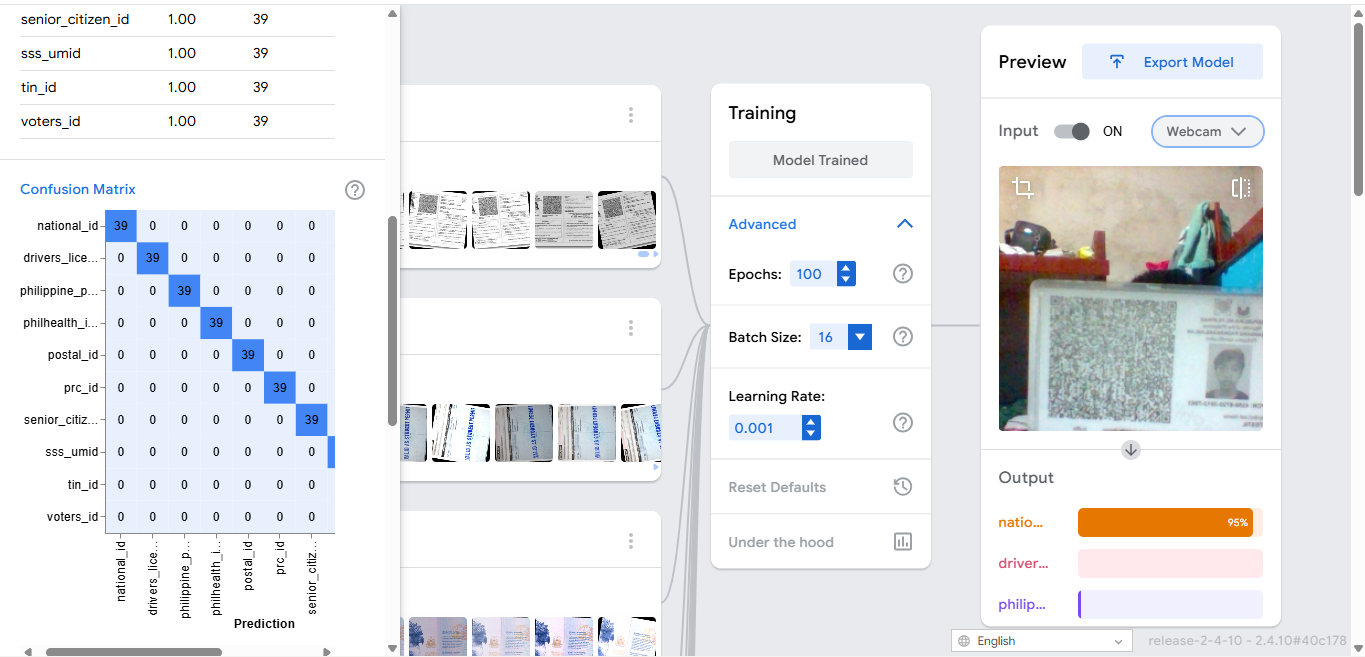 senior_citizen_id 1.00 39
sss_umid 1.00 39
tin_id 1.00 39
voters_id 1.00 39
Confusion Matrix
national_id 39 0 0 0 0 0 0
drivers_lice... 0 39 0 0 0 0 0
philippine_p... 0 0 39 0 0 0 0
philhealth_i... 0 0 0 39 0 0 0
postal_id 0 0 0 0 39 0 0
prc_id 0 0 0 0 0 39 0
senior_citiz... 0 0 0 0 0 0 39
sss_umid 0 0 0 0 0 0 0
tin_id 0 0 0 0 0 0 0
voters_id 0 0 0 0 0 0 0
national_id
drivers_lice...
philippine_p...
philhealth_i...
postal_id
prc_id
senior_citiz...
Prediction
Training
Model Trained
Advanced
Epochs: 100
Batch Size: 16
Learning Rate:
0.001
Reset Defaults
Under the hood
Preview
Export Model
Input ON Webcam
Output
natio... 95%
driver...
philip...
English
release-2-4-10 - 2.4.10#40c178